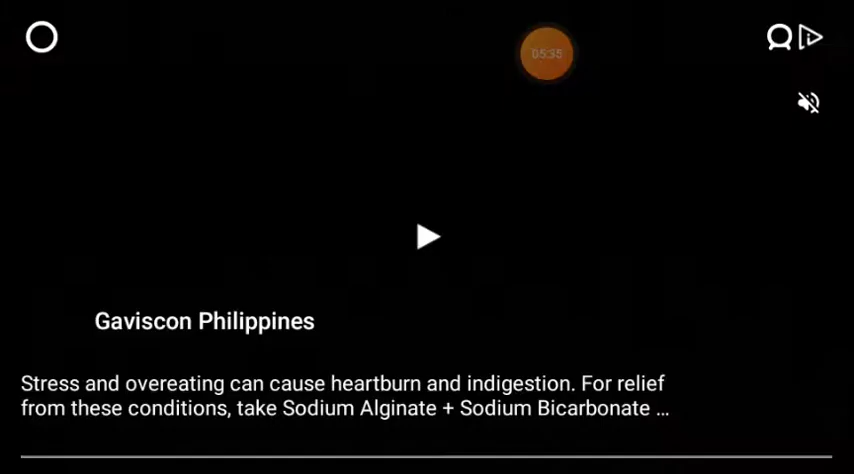 05:35
Gaviscon Philippines
Stress and overeating can cause heartburn and indigestion. For relief
from these conditions, take Sodium Alginate + Sodium Bicarbonate ...